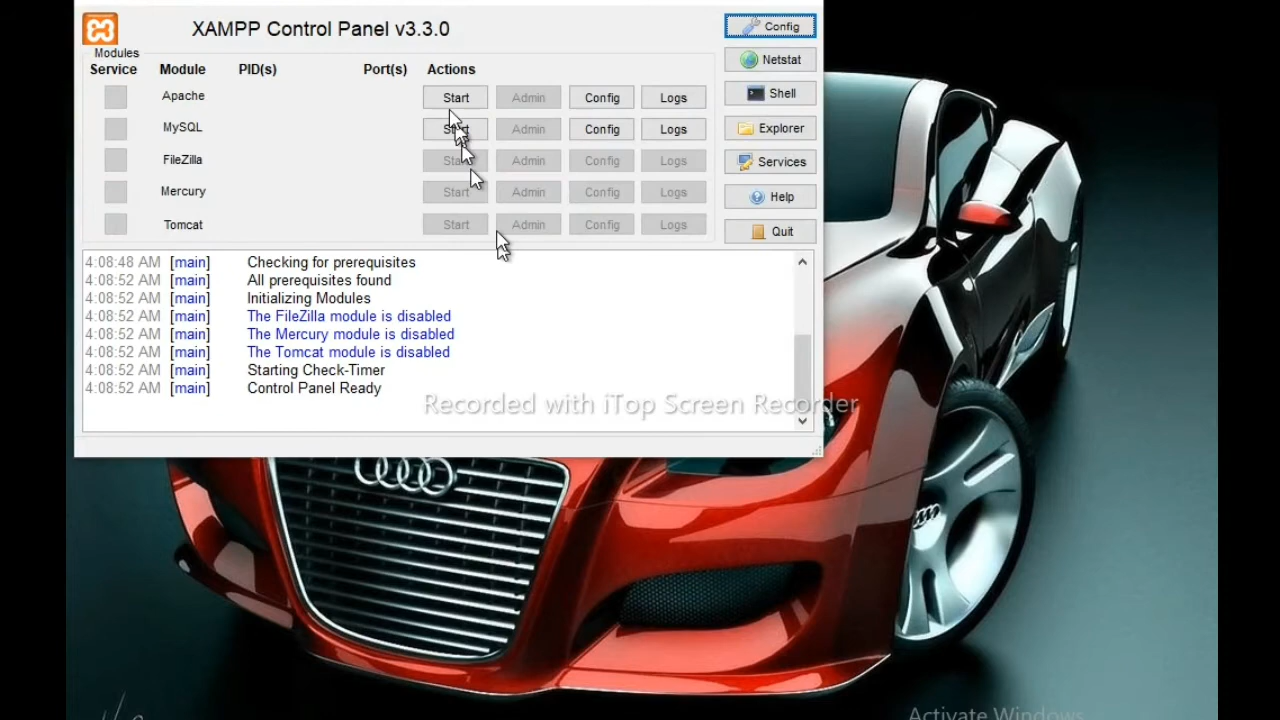 XAMPP Control Panel v3.3.0
Config
Modules
Service Module PID(s) Port(s) Actions
Netstat
Apache Start Admin Config Logs
Shell
MySQL Start Admin Config Logs
Explorer
FileZilla Start Admin Config Logs
Services
Mercury Start Admin Config Logs
Help
Tomcat Start Admin Config Logs
Quit
4:08:48 AM [main] Checking for prerequisites
4:08:52 AM [main] All prerequisites found
4:08:52 AM [main] Initializing Modules
4:08:52 AM [main] The FileZilla module is disabled
4:08:52 AM [main] The Mercury module is disabled
4:08:52 AM [main] The Tomcat module is disabled
4:08:52 AM [main] Starting Check-Timer
4:08:52 AM [main] Control Panel Ready
Recorded with iTop Screen Recorder
Activate Windows